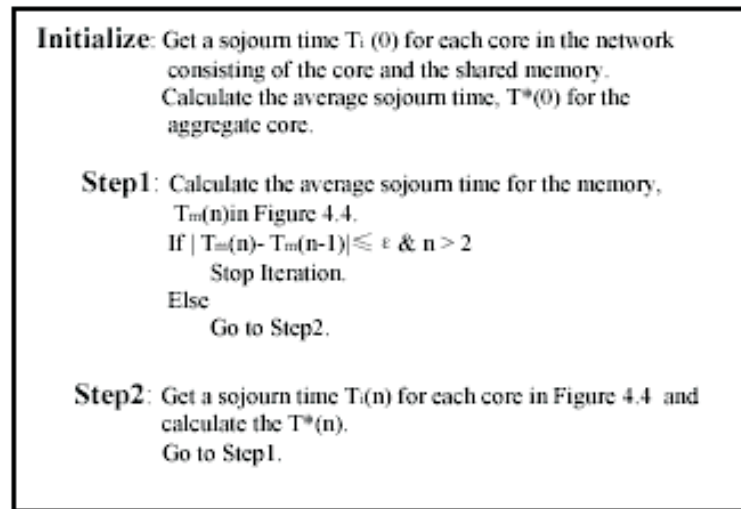 Initialize: Get a sojourn time Ti (0) for each core in the network
consisting of the core and the shared memory.
Calculate the average sojourn time, T*(0) for the
aggregate core.
Step1: Calculate the average sojourn time for the memory,
Tm(n)in Figure 4.4.
If | Tm(n)- Tm(n-1)|≤ ε & n > 2
Stop Iteration.
Else
Go to Step2.
Step2: Get a sojourn time Ti(n) for each core in Figure 4.4 and
calculate the T*(n).
Go to Step1.